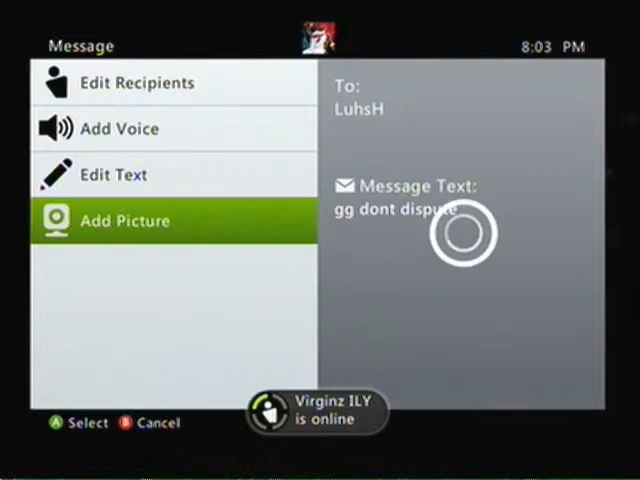 Message
8:03 PM
Edit Recipients
Add Voice
Edit Text
Add Picture
To:
LuhsH
Message Text:
gg dont dispute
A Select B Cancel
Virginz ILY
is online